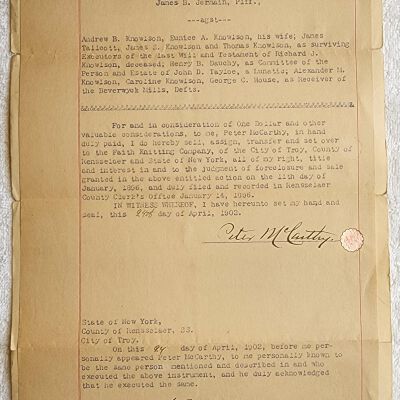 James B. Jermain, Plff.,
--agst--
Andrew B. Knowlson, Eunice A. Knowlson, his wife; James
Tallcott, James S. Knowlson and Thomas Knowlson, as surviving
Executors of the Last Will and Testament of Richard J.
Knowlson, deceased; Henry B. Dauchy, as Committee of the
Person and Estate of John D. Tayloe, a Lunatic; Alexander M.
Knowlson, Caroline Knowlson, George C. Mouse, as Receiver of
the Beverwyck Mills, Defts.
For and in consideration of One Dollar and other
valuable considerations, to me, Peter McCarthy, in hand
duly paid, I do hereby sell, assign, transfer and set over
to the Faith Knitting Company, of the City of Troy, County of
Rensselaer and State of New York, all of my right, title
and interest in and to the judgment of foreclosure and sale
granted in the above entitled action on the 11th day of
January, 1896, and duly filed and recorded in Rensselaer
County Clerk's Office January 14, 1896.
IN WITNESS WHEREOF, I have hereunto set my hand and
seal, this day of April, 1902.
Peter McCarthy.
State of New York,
County of Rensselaer, SS.
City of Troy.
On this day of April, 1902, before me per-
sonally appeared Peter McCarthy, to me personally known to
be the same person mentioned and described in and who
executed the above instrument, and he duly acknowledged
that he executed the same.